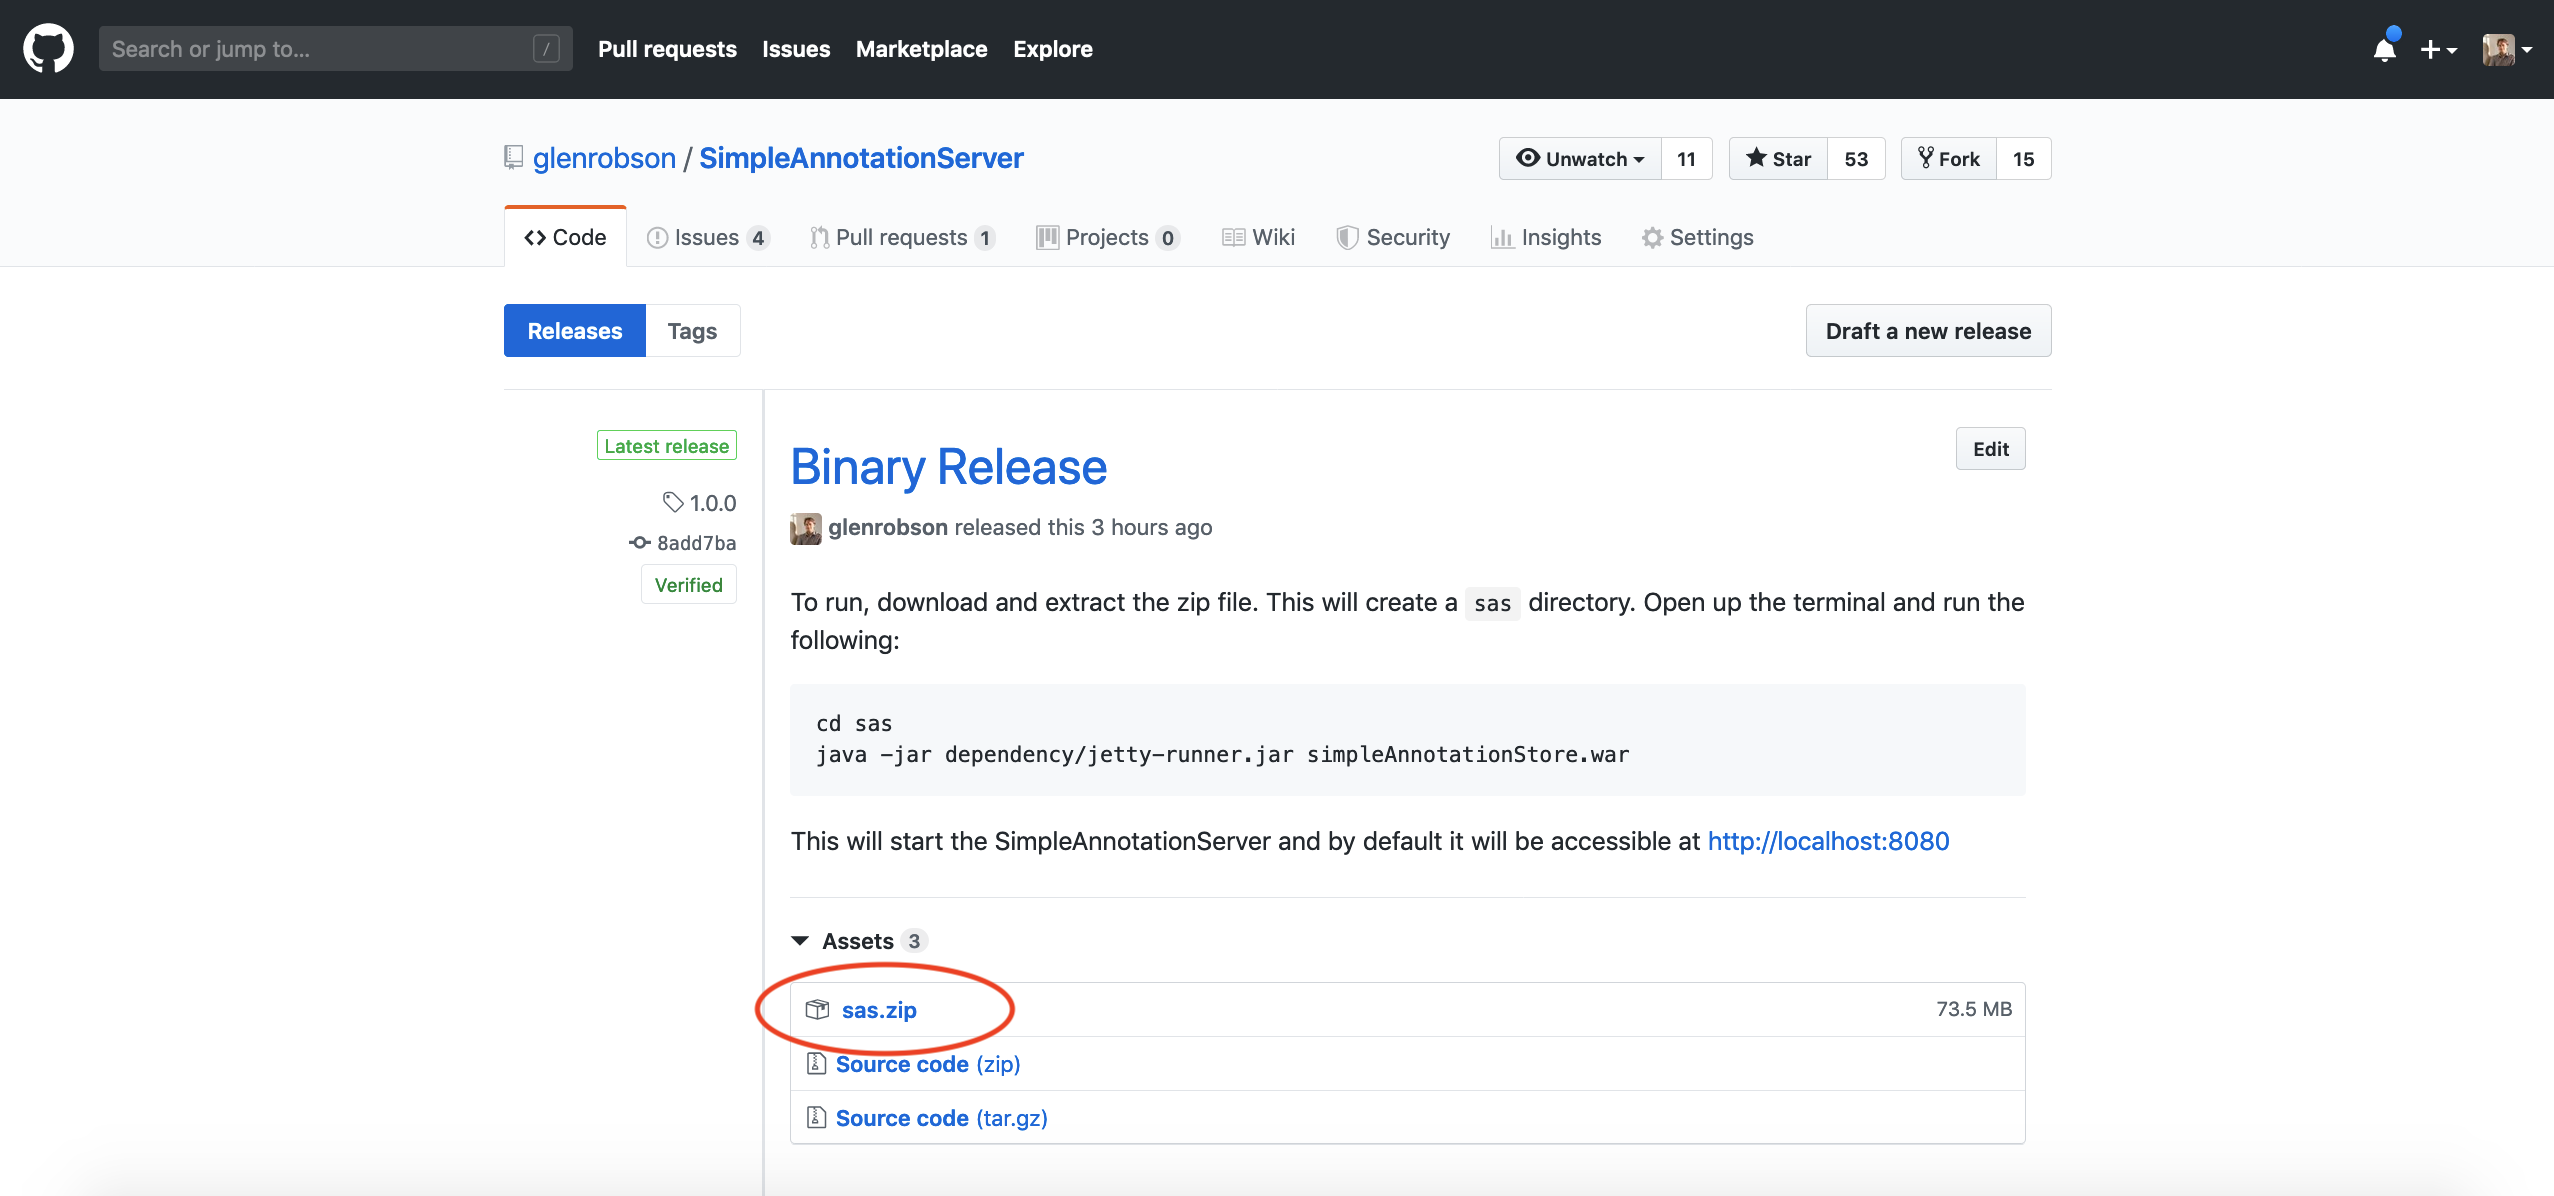 Search or jump to... /
Pull requests Issues Marketplace Explore
glenrobson / SimpleAnnotationServer
Unwatch 11 Star 53 Fork 15
Code Issues 4 Pull requests 1 Projects 0 Wiki Security Insights Settings
Releases Tags
Draft a new release
Latest release
1.0.0
8add7ba
Verified
Binary Release
Edit
glenrobson released this 3 hours ago
To run, download and extract the zip file. This will create a sas directory. Open up the terminal and run the
following:
cd sas
java -jar dependency/jetty-runner.jar simpleAnnotationStore.war
This will start the SimpleAnnotationServer and by default it will be accessible at http://localhost:8080
Assets 3
sas.zip 73.5 MB
Source code (zip)
Source code (tar.gz)